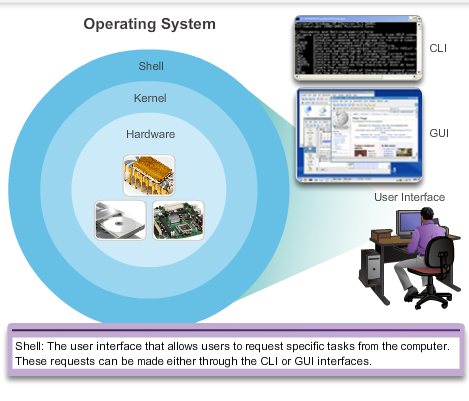 Operating System
Shell
Kernel
Hardware
CLI
GUI
User Interface
Shell: The user interface that allows users to request specific tasks from the computer.
These requests can be made either through the CLI or GUI interfaces.